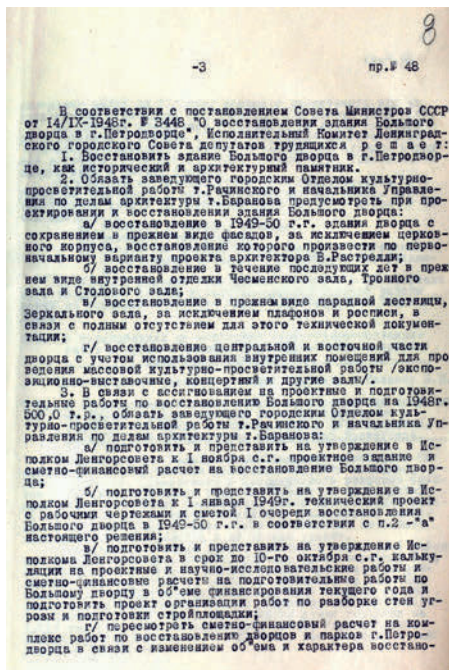 8
-3 пр.№ 48
В соответствии с постановлением Совета Министров СССР
от 14/IX-1948г. № 3448 "О восстановлении здания Большого
дворца в г.Петродворце", Исполнительный Комитет Ленинград-
ского городского Совета депутатов трудящихся р е ш а е т:
I. Восстановить здание Большого дворца в г.Петродвор-
це, как исторический и архитектурный памятник.
2. Обязать заведующего городским Отделом культурно-
просветительной работы т.Рачинского и начальника Управле-
ния по делам архитектуры т.Баранова предусмотреть при про-
ектировании и восстановлении здания Большого дворца:
а/ восстановление в 1949-50 г.г. здания дворца с
сохранением в прежнем виде фасадов, за исключением церков-
ного корпуса, восстановление которого произвести по перво-
начальному варианту проекта архитектора В.Растрелли;
б/ восстановление в течение последующих лет в преж
нем виде внутренней отделки Чесменского зала, Тронного
зала и Столового зала;
в/ восстановление в прежнем виде парадной лестницы,
Зеркального зала, за исключением плафонов и росписи, в
связи с полным отсутствием для этого технической докумен-
тации;
г/ восстановление центральной и восточной части
дворца с учетом использования внутренних помещений для про
ведения массовой культурно-просветительной работы /экспо-
зиционно-выставочные, концертный и другие залы/.
3. В связи с ассигнованием на проектные и подготови-
тельные работы по восстановлению Большого дворца на 1948г.
500,0 т.р., обязать заведующего городским Отделом куль-
турно-просветительной работы т.Рачинского и начальника Уп-
равления по делам архитектуры т.Баранова:
а/ подготовить и представить на утверждение в Ис-
полком Ленгорсовета к I ноября с.г. проектное задание и
сметно-финансовый расчет на восстановление Большого двор-
ца;
б/ подготовить и представить на утверждение в Ис-
полком Ленгорсовета к I января 1949г. технический проект
с рабочими чертежами и сметой I очереди восстановления
Большого дворца в 1949-50 г.г. в соответствии с п.2 -"а"
настоящего решения;
в/ подготовить и представить на утверждение Ис-
полкома Ленгорсовета в срок до 10-го октября с.г. кальку-
ляции на проектные и научно-исследовательские работы и
сметно-финансовые расчеты на подготовительные работы по
Большому дворцу в об"еме финансирования текущего года и
подготовить проект организации работ по разборке стен уг-
розы и подготовки стройплощадки;
г/ пересмотреть сметно-финансовый расчет на ком-
плекс работ по восстановлению дворцов и парков г.Петро-
дворца в связи с изменением об"ема и характера восстано-